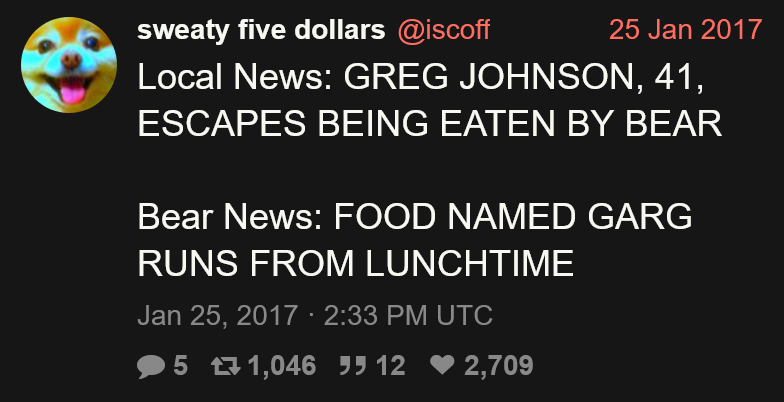 sweaty five dollars @iscoff 25 Jan 2017
Local News: GREG JOHNSON, 41,
ESCAPES BEING EATEN BY BEAR
Bear News: FOOD NAMED GARG
RUNS FROM LUNCHTIME
Jan 25, 2017 · 2:33 PM UTC
5 1,046 12 2,709